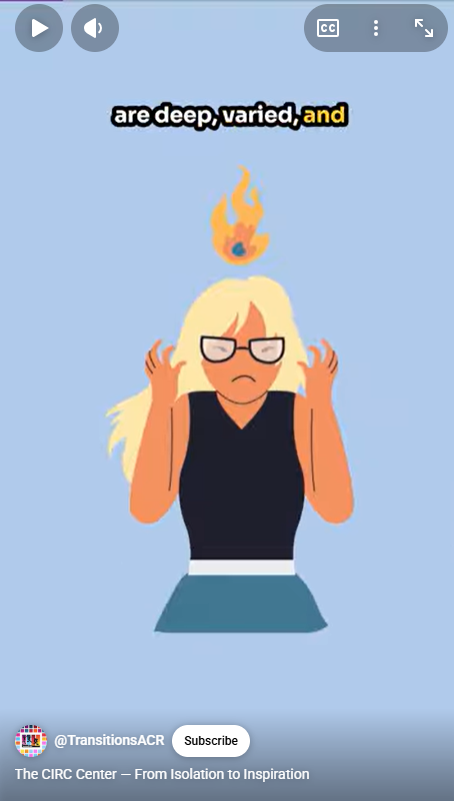 CC
are deep, varied, and
@TransitionsACR
Subscribe
The CIRC Center — From Isolation to Inspiration